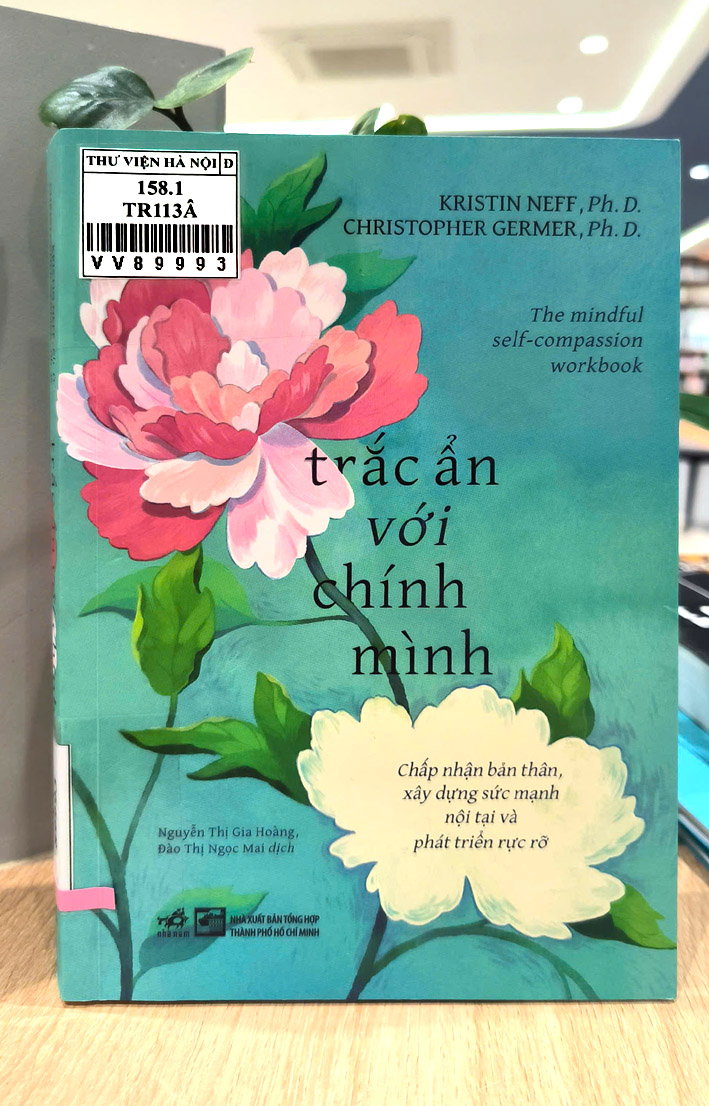 THƯ VIỆN HÀ NỘI Đ
158.1
TR113Â
VV89993
KRISTIN NEFF, Ph. D.
CHRISTOPHER GERMER, Ph. D.
The mindful
self-compassion
workbook
trắc ẩn
với
chính
mình
Chấp nhận bản thân,
xây dựng sức mạnh
nội tại và
phát triển rực rỡ
Nguyễn Thị Gia Hoàng,
Đào Thị Ngọc Mai dịch
nhã nam
NHÀ XUẤT BẢN TỔNG HỢP
THÀNH PHỐ HỒ CHÍ MINH